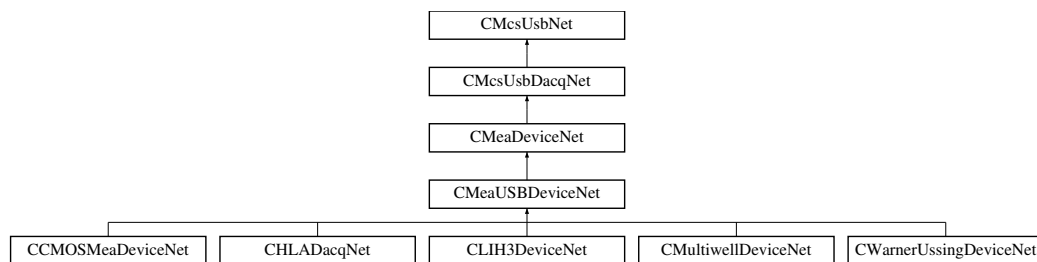 CMcsUsbNet
CMcsUsbDacqNet
CMeaDeviceNet
CMeaUSBDeviceNet
CCMOSMeaDeviceNet
CHLADacqNet
CLIH3DeviceNet
CMultiwellDeviceNet
CWarnerUssingDeviceNet